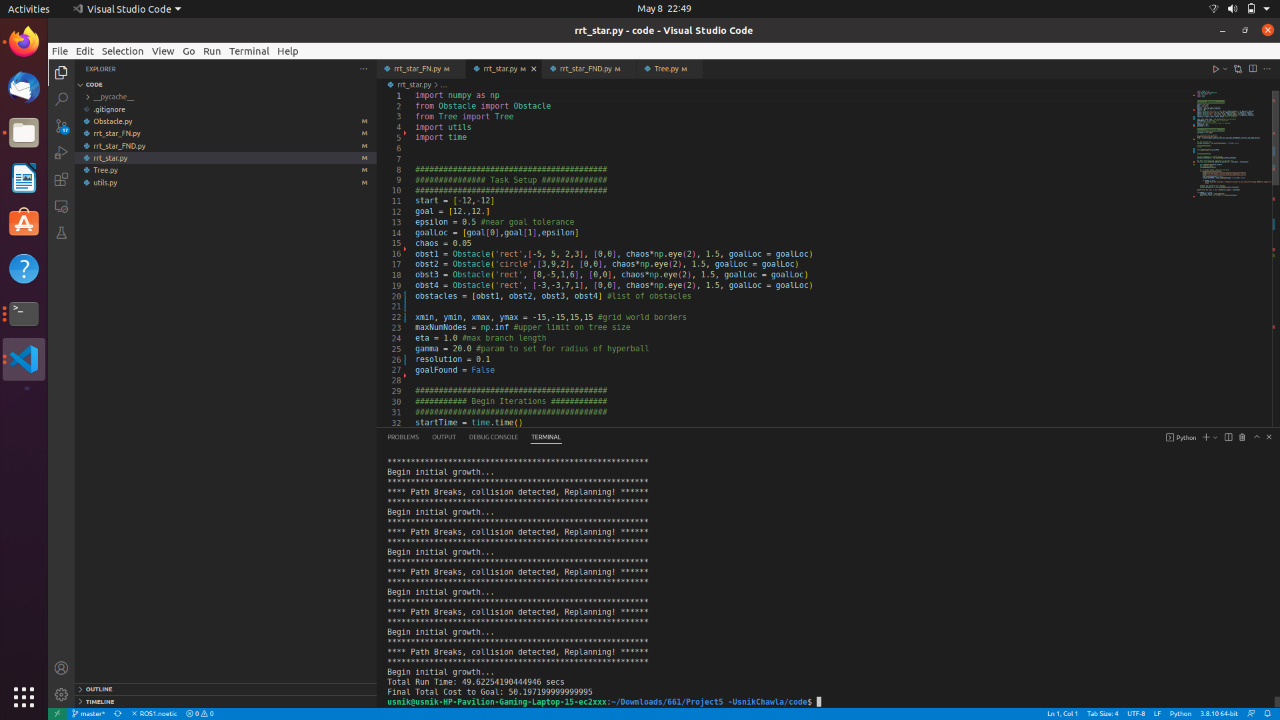 Activities
Visual Studio Code
May 8 22:49
rrt_star.py - code - Visual Studio Code
File Edit Selection View Go Run Terminal Help
EXPLORER
CODE
__pycache__
.gitignore
Obstacle.py M
rrt_star_FN.py M
rrt_star_FND.py M
rrt_star.py M
Tree.py M
utils.py M
OUTLINE
TIMELINE
17
rrt_star_FN.py M
rrt_star.py M
rrt_star_FND.py M
Tree.py M
rrt_star.py > ...
1 import numpy as np
2 from Obstacle import Obstacle
3 from Tree import Tree
4 import utils
5 import time
6
7
8 #########################################
9 ############### Task Setup ##############
10 #########################################
11 start = [-12,-12]
12 goal = [12.,12.]
13 epsilon = 0.5 #near goal tolerance
14 goalLoc = [goal[0],goal[1],epsilon]
15 chaos = 0.05
16 obst1 = Obstacle('rect',[-5, 5, 2,3], [0,0], chaos*np.eye(2), 1.5, goalLoc = goalLoc)
17 obst2 = Obstacle('circle',[3,9,2], [0,0], chaos*np.eye(2), 1.5, goalLoc = goalLoc)
18 obst3 = Obstacle('rect', [8,-5,1,6], [0,0], chaos*np.eye(2), 1.5, goalLoc = goalLoc)
19 obst4 = Obstacle('rect', [-3,-3,7,1], [0,0], chaos*np.eye(2), 1.5, goalLoc = goalLoc)
20 obstacles = [obst1, obst2, obst3, obst4] #list of obstacles
21
22 xmin, ymin, xmax, ymax = -15,-15,15,15 #grid world borders
23 maxNumNodes = np.inf #upper limit on tree size
24 eta = 1.0 #max branch length
25 gamma = 20.0 #param to set for radius of hyperball
26 resolution = 0.1
27 goalFound = False
28
29 #########################################
30 ########### Begin Iterations ############
31 #########################################
32 startTime = time.time()
PROBLEMS OUTPUT DEBUG CONSOLE TERMINAL
Python
********************************************************
Begin initial growth...
********************************************************
**** Path Breaks, collision detected, Replanning! ******
********************************************************
Begin initial growth...
********************************************************
**** Path Breaks, collision detected, Replanning! ******
********************************************************
Begin initial growth...
********************************************************
**** Path Breaks, collision detected, Replanning! ******
********************************************************
Begin initial growth...
********************************************************
**** Path Breaks, collision detected, Replanning! ******
********************************************************
Begin initial growth...
********************************************************
**** Path Breaks, collision detected, Replanning! ******
********************************************************
Begin initial growth...
Total Run Time: 49.62254190444946 secs
Final Total Cost to Goal: 50.197199999999995
usnik@usnik-HP-Pavilion-Gaming-Laptop-15-ec2xxx:~/Downloads/661/Project5 -UsnikChawla/code$
master* ROS1.noetic 0 0
Ln 1, Col 1 Tab Size: 4 UTF-8 LF Python 3.8.10 64-bit